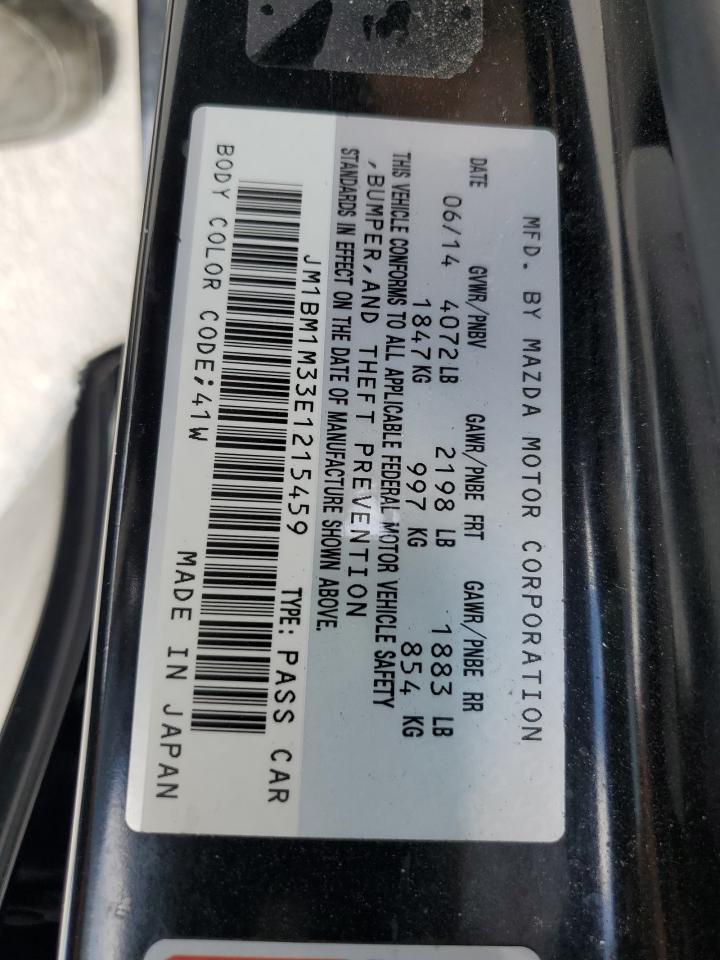 MFD. BY MAZDA MOTOR CORPORATION
DATE GVWR/PNBV GAWR/PNBE FRT GAWR/PNBE RR
06/14 4072LB 2198 LB 1883 LB
1847KG 997 KG 854 KG
THIS VEHICLE CONFORMS TO ALL APPLICABLE FEDERAL MOTOR VEHICLE SAFETY
,BUMPER,AND THEFT PREVENTION
STANDARDS IN EFFECT ON THE DATE OF MANUFACTURE SHOWN ABOVE.
JM1BM1M33E1215459 TYPE: PASS CAR
BODY COLOR CODE;41W MADE IN JAPAN